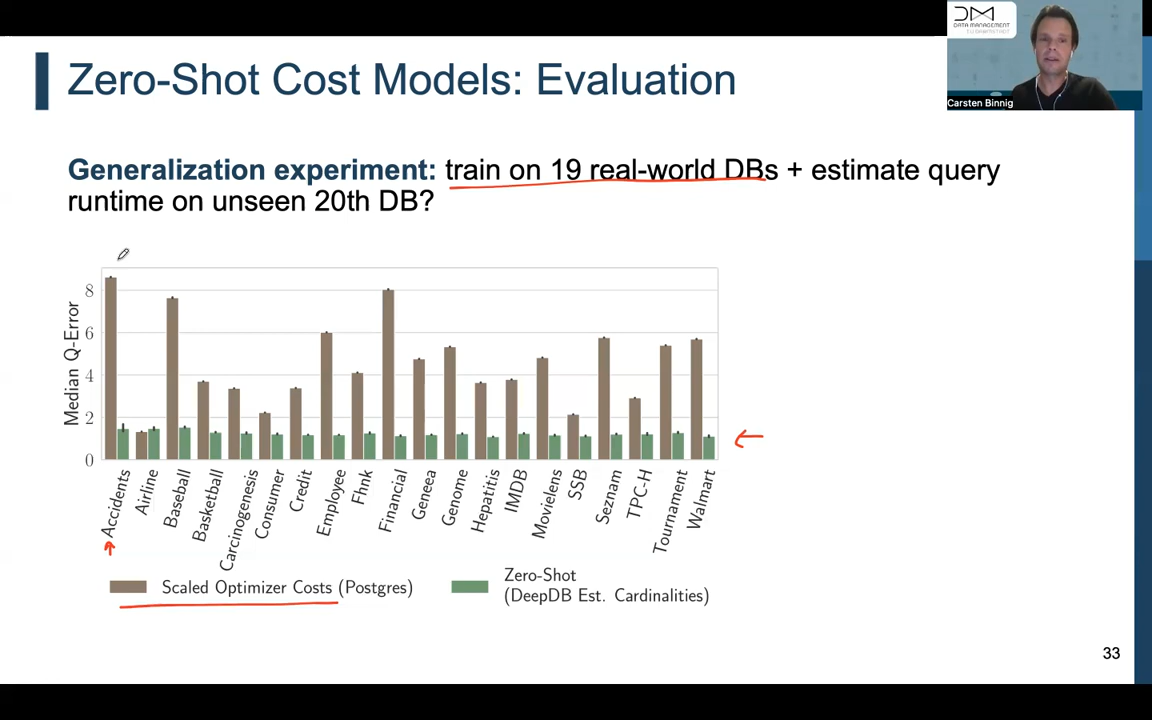 DM
DATA MANAGEMENT
Carsten Binnig
Zero-Shot Cost Models: Evaluation
Generalization experiment: train on 19 real-world DBs + estimate query
runtime on unseen 20th DB?
Median Q-Error
8
6
4
2
0
Accidents
Airline
Baseball
Basketball
Carcinogenesis
Consumer
Credit
Employee
Fhnk
Financial
Geneea
Genome
Hepatitis
IMDB
Movielens
SSB
Seznam
TPC-H
Tournament
Walmart
Scaled Optimizer Costs (Postgres)
Zero-Shot
(DeepDB Est. Cardinalities)
33